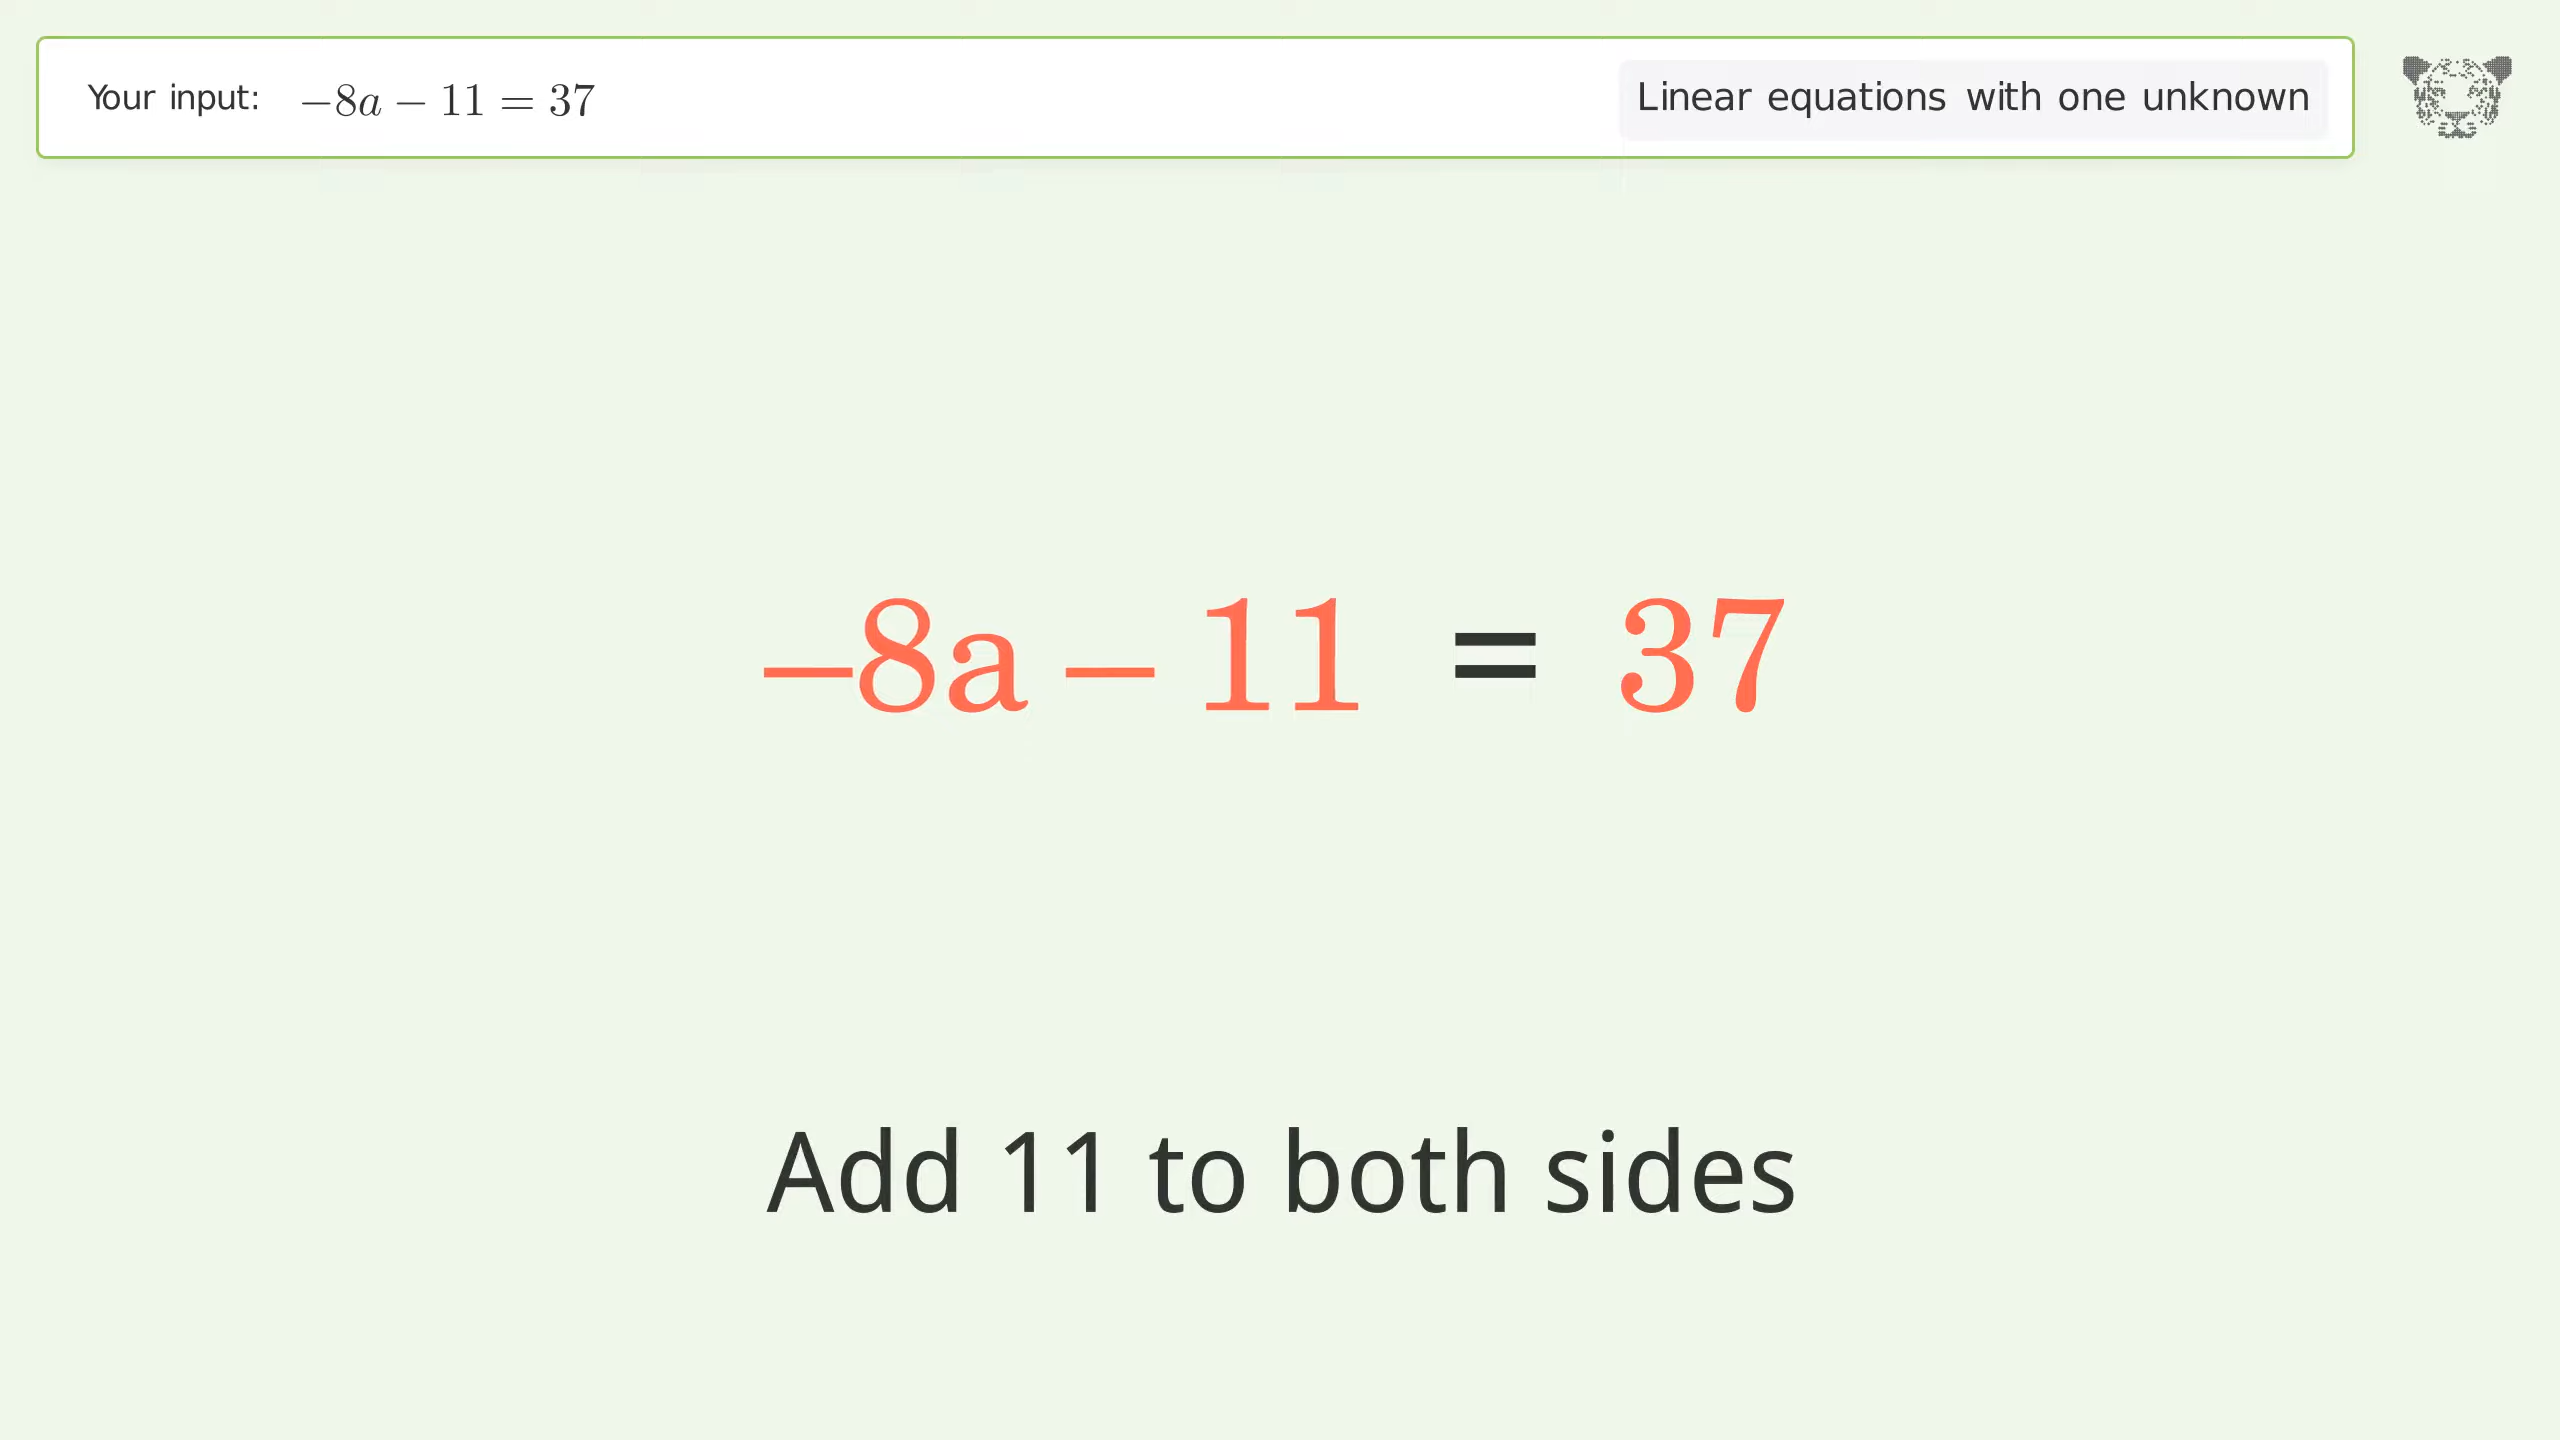 Your input: −8a − 11 = 37
Linear equations with one unknown
−8a − 11 = 37
Add 11 to both sides